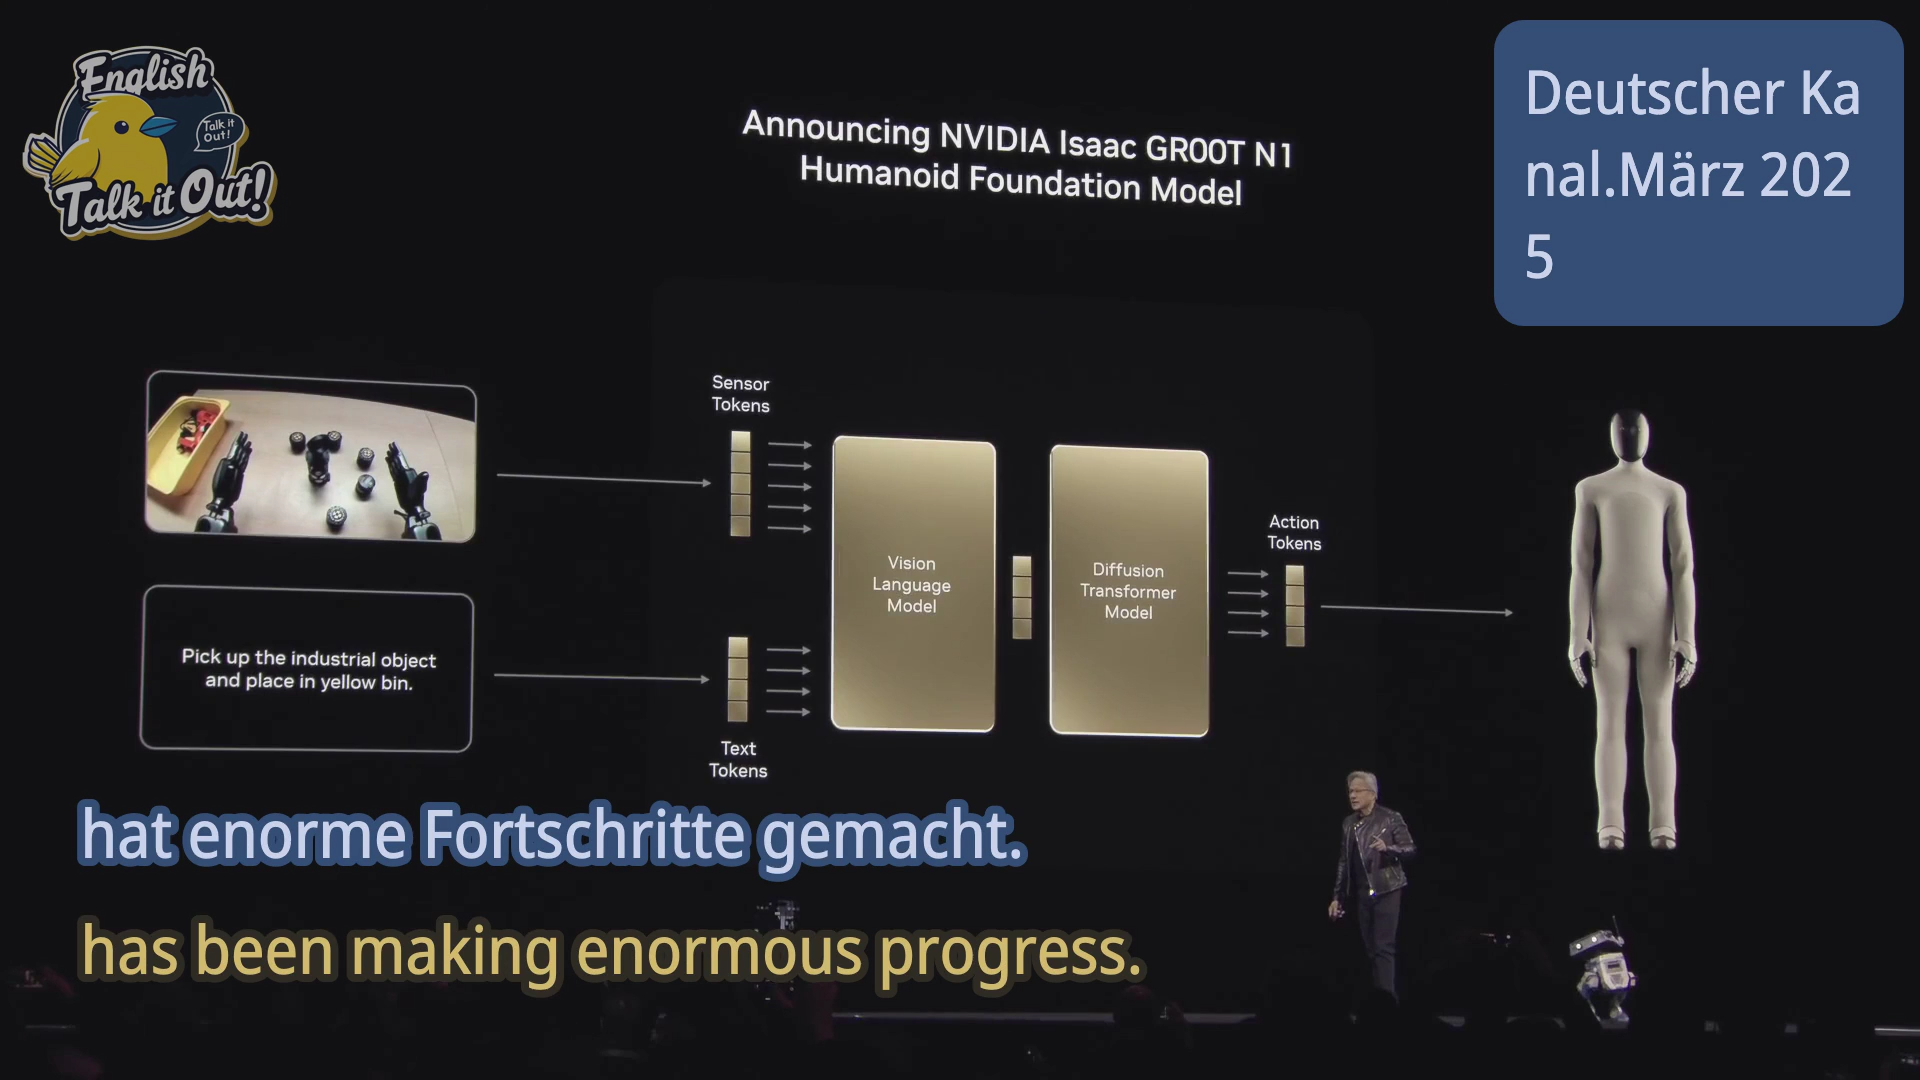 English
Talk it
Out!
Talk it Out!
Deutscher Ka
nal.März 202
5
Announcing NVIDIA Isaac GR00T N1
Humanoid Foundation Model
Sensor
Tokens
Vision
Language
Model
Diffusion
Transformer
Model
Action
Tokens
Pick up the industrial object
and place in yellow bin.
Text
Tokens
hat enorme Fortschritte gemacht.
has been making enormous progress.